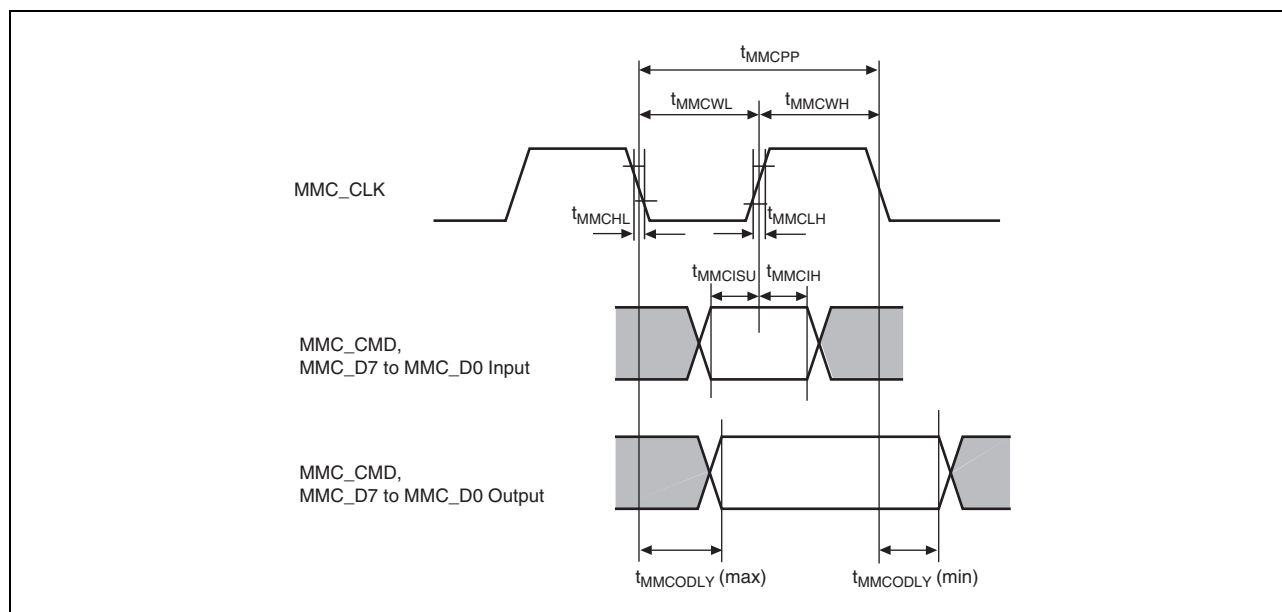 tMMCPP
tMMCWL tMMCWH
MMC_CLK
tMMCHL tMMCLH
tMMCISU tMMCIH
MMC_CMD,
MMC_D7 to MMC_D0 Input
MMC_CMD,
MMC_D7 to MMC_D0 Output
tMMCODLY (max) tMMCODLY (min)